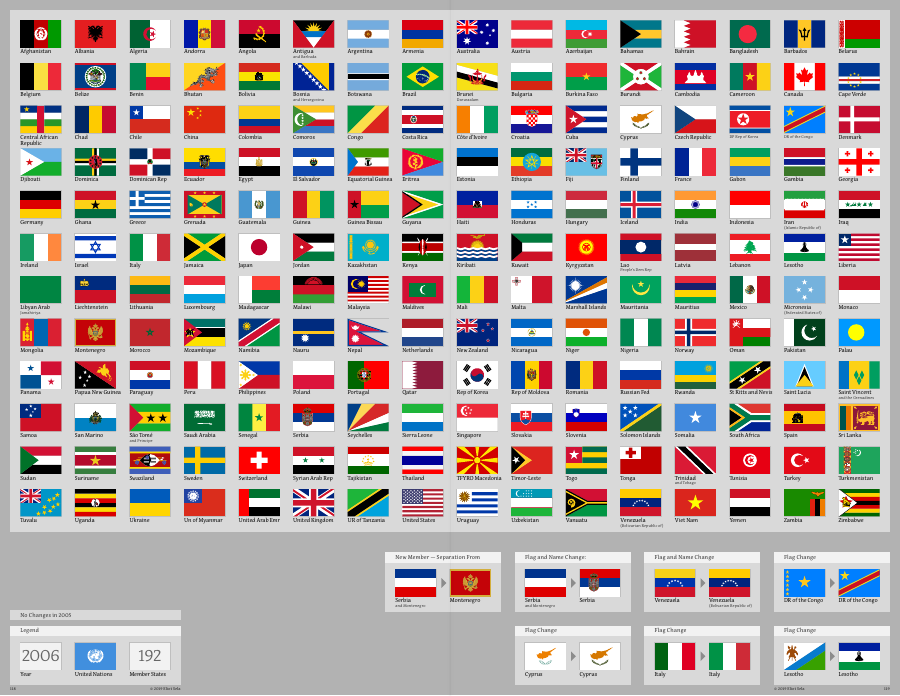 Afghanistan Albania Algeria Andorra Angola Antigua Argentina Armenia Australia Austria Azerbaijan Bahamas Bahrain Bangladesh Barbados Belarus
and Barbuda
Belgium Belize Benin Bhutan Bolivia Bosnia Botswana Brazil Brunei Bulgaria Burkina Faso Burundi Cambodia Cameroon Canada Cape Verde
and Herzegovina Darussalam
Central African Chad Chile China Colombia Comoros Congo Costa Rica Côte d'Ivoire Croatia Cuba Cyprus Czech Republic DP Rep of Korea DR of the Congo Denmark
Republic
Djibouti Dominica Dominican Rep Ecuador Egypt El Salvador Equatorial Guinea Eritrea Estonia Ethiopia Fiji Finland France Gabon Gambia Georgia
Germany Ghana Greece Grenada Guatemala Guinea Guinea Bissau Guyana Haiti Honduras Hungary Iceland India Indonesia Iran Iraq
(Islamic Republic of)
Ireland Israel Italy Jamaica Japan Jordan Kazakhstan Kenya Kiribati Kuwait Kyrgyzstan Lao Latvia Lebanon Lesotho Liberia
People's Dem Rep
Libyan Arab Liechtenstein Lithuania Luxembourg Madagascar Malawi Malaysia Maldives Mali Malta Marshall Islands Mauritania Mauritius Mexico Micronesia Monaco
Jamahiriya (Federated States of)
Mongolia Montenegro Morocco Mozambique Namibia Nauru Nepal Netherlands New Zealand Nicaragua Niger Nigeria Norway Oman Pakistan Palau
Panama Papua New Guinea Paraguay Peru Philippines Poland Portugal Qatar Rep of Korea Rep of Moldova Romania Russian Fed Rwanda St Kitts and Nevis Saint Lucia Saint Vincent
and the Grenadines
Samoa San Marino São Tomé Saudi Arabia Senegal Serbia Seychelles Sierra Leone Singapore Slovakia Slovenia Solomon Islands Somalia South Africa Spain Sri Lanka
and Principe
Sudan Suriname Swaziland Sweden Switzerland Syrian Arab Rep Tajikistan Thailand TFYRO Macedonia Timor-Leste Togo Tonga Trinidad Tunisia Turkey Turkmenistan
and Tobago
Tuvalu Uganda Ukraine Un of Myanmar United Arab Emr United Kingdom UR of Tanzania United States Uruguay Uzbekistan Vanuatu Venezuela Viet Nam Yemen Zambia Zimbabwe
(Bolivarian Republic of)
New Member — Separation From Flag and Name Change: Flag and Name Change Flag Change
Serbia Montenegro Serbia Serbia Venezuela Venezuela DR of the Congo DR of the Congo
and Montenegro and Montenegro (Bolivarian Republic of)
No Changes in 2005
Legend Flag Change Flag Change Flag Change
2006 192
Year United Nations Member States Cyprus Cyprus Italy Italy Lesotho Lesotho